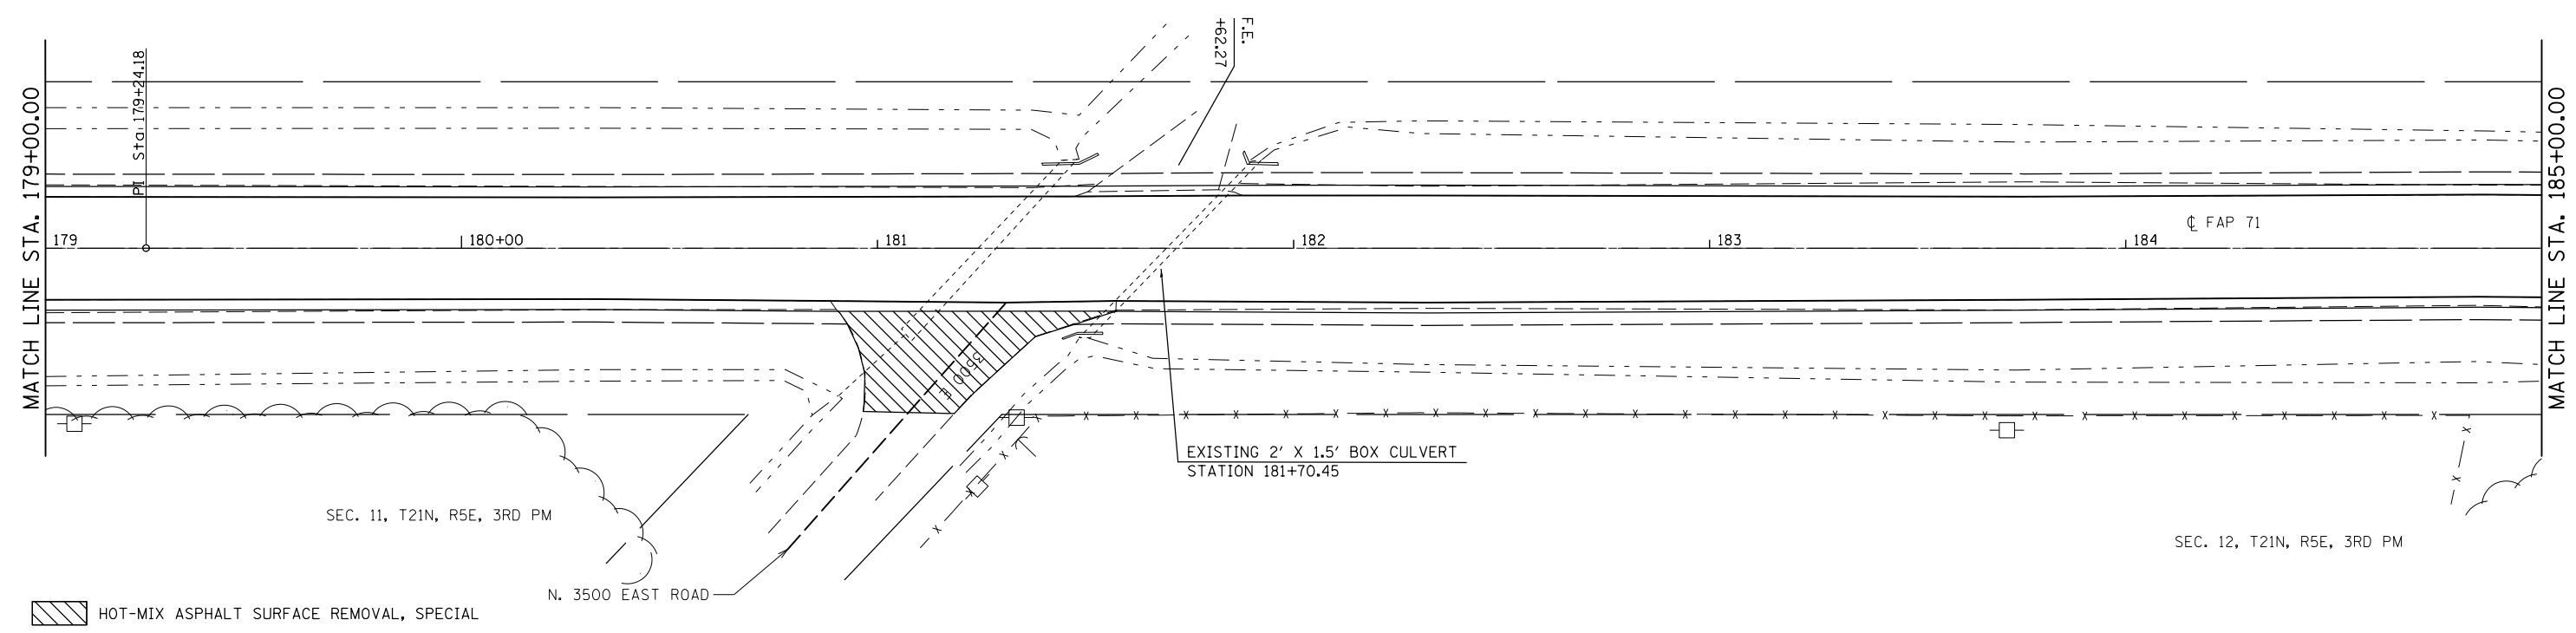 MATCH LINE STA. 179+00.00
PI Sta 179+24.18
F.E.
+62.27
MATCH LINE STA. 185+00.00
℄ FAP 71
179
180+00
181
182
183
184
3500 E
EXISTING 2' X 1.5' BOX CULVERT
STATION 181+70.45
SEC. 11, T21N, R5E, 3RD PM
SEC. 12, T21N, R5E, 3RD PM
N. 3500 EAST ROAD
HOT-MIX ASPHALT SURFACE REMOVAL, SPECIAL